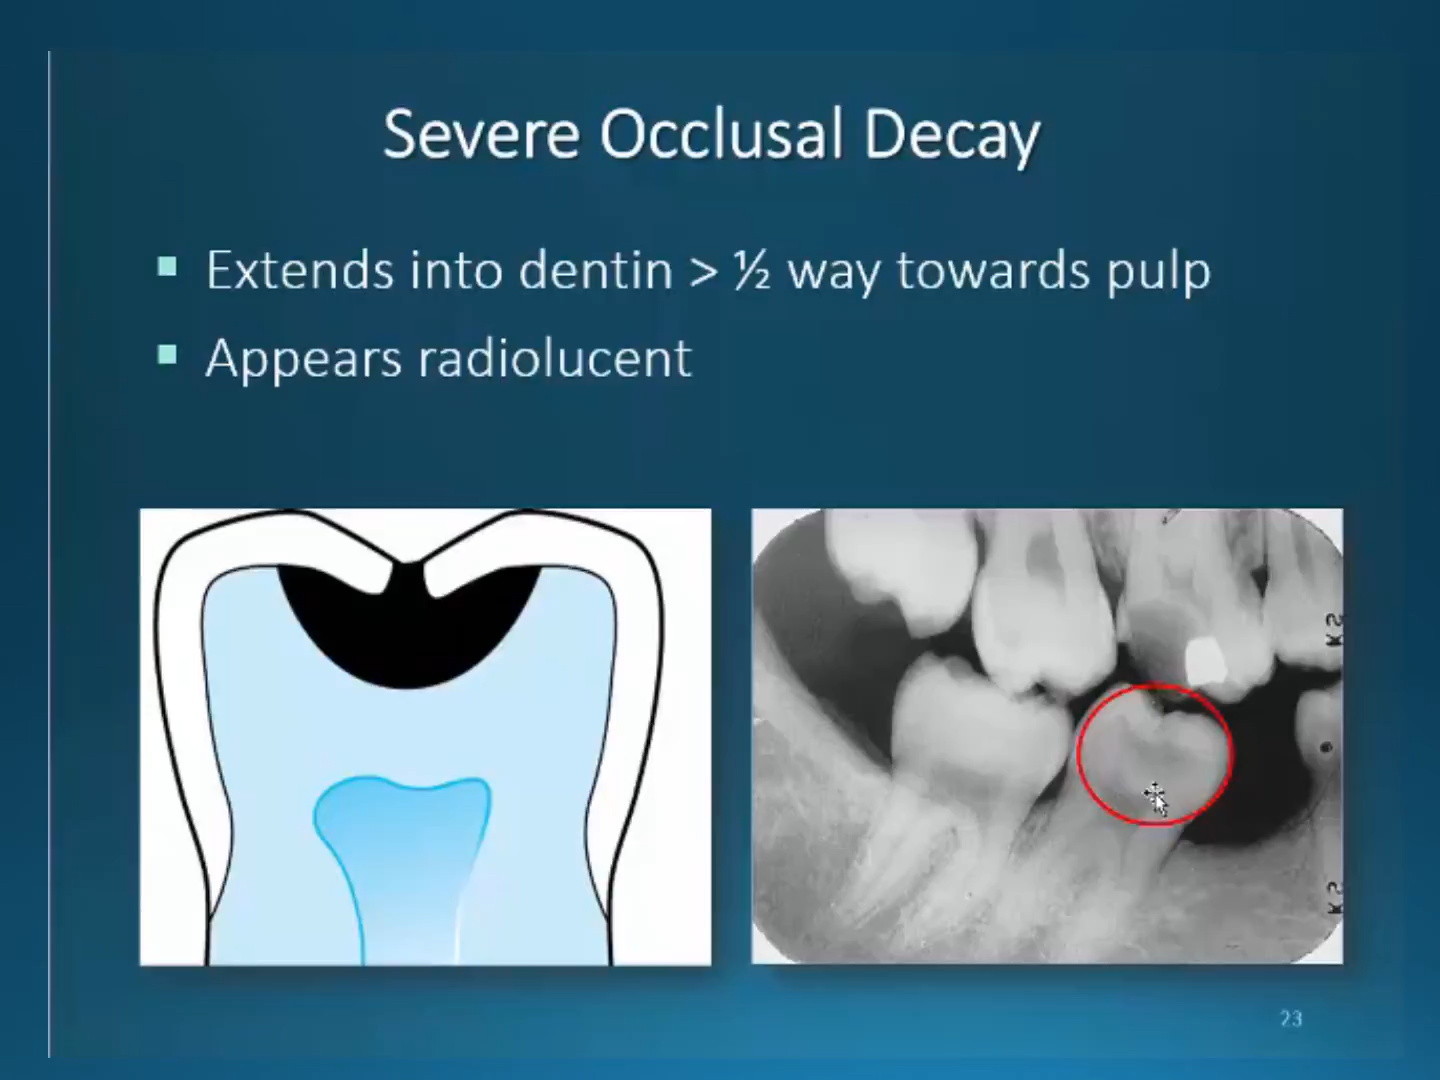 Severe Occlusal Decay
Extends into dentin > ½ way towards pulp
Appears radiolucent
23